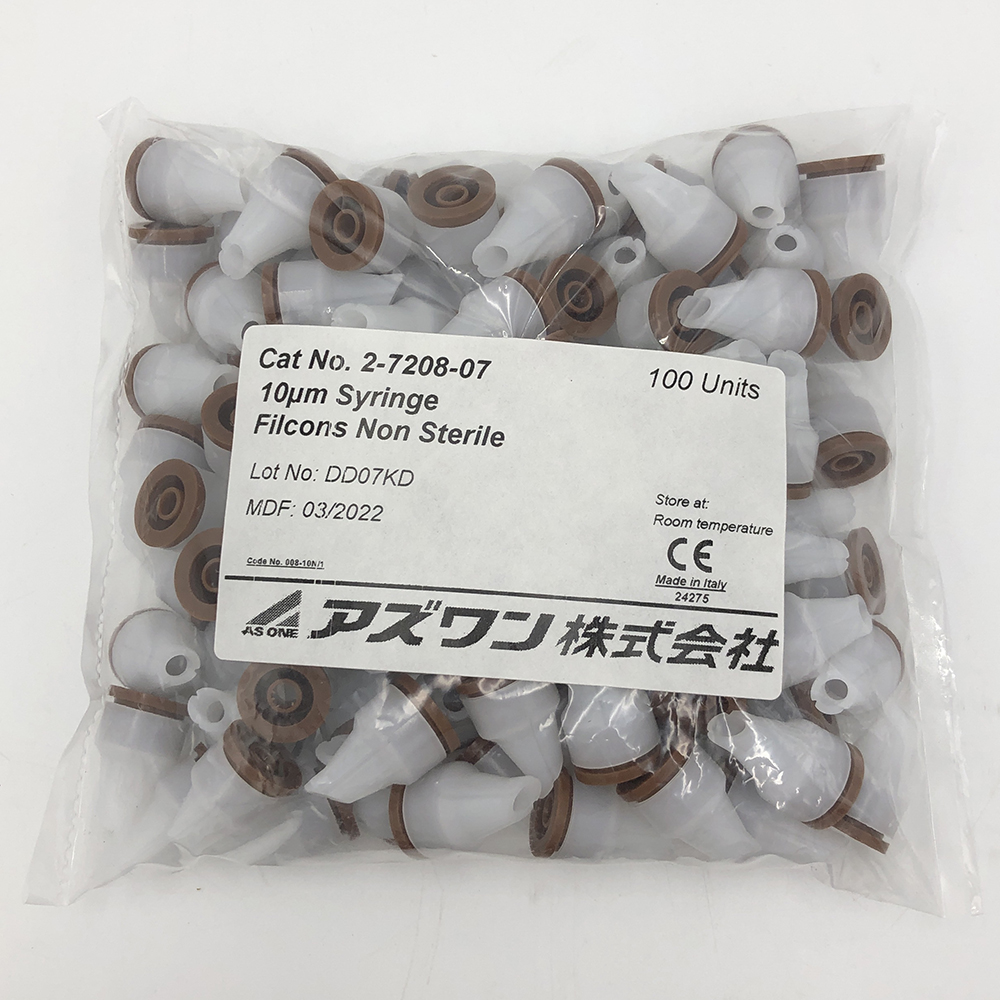 Cat No. 2-7208-07
10µm Syringe
Filcons Non Sterile
100 Units
Lot No: DD07KD
MDF: 03/2022
Store at:
Room temperature
CE
Made in Italy
24275
Code No. 008-10N/1
AS ONE アズワン株式会社